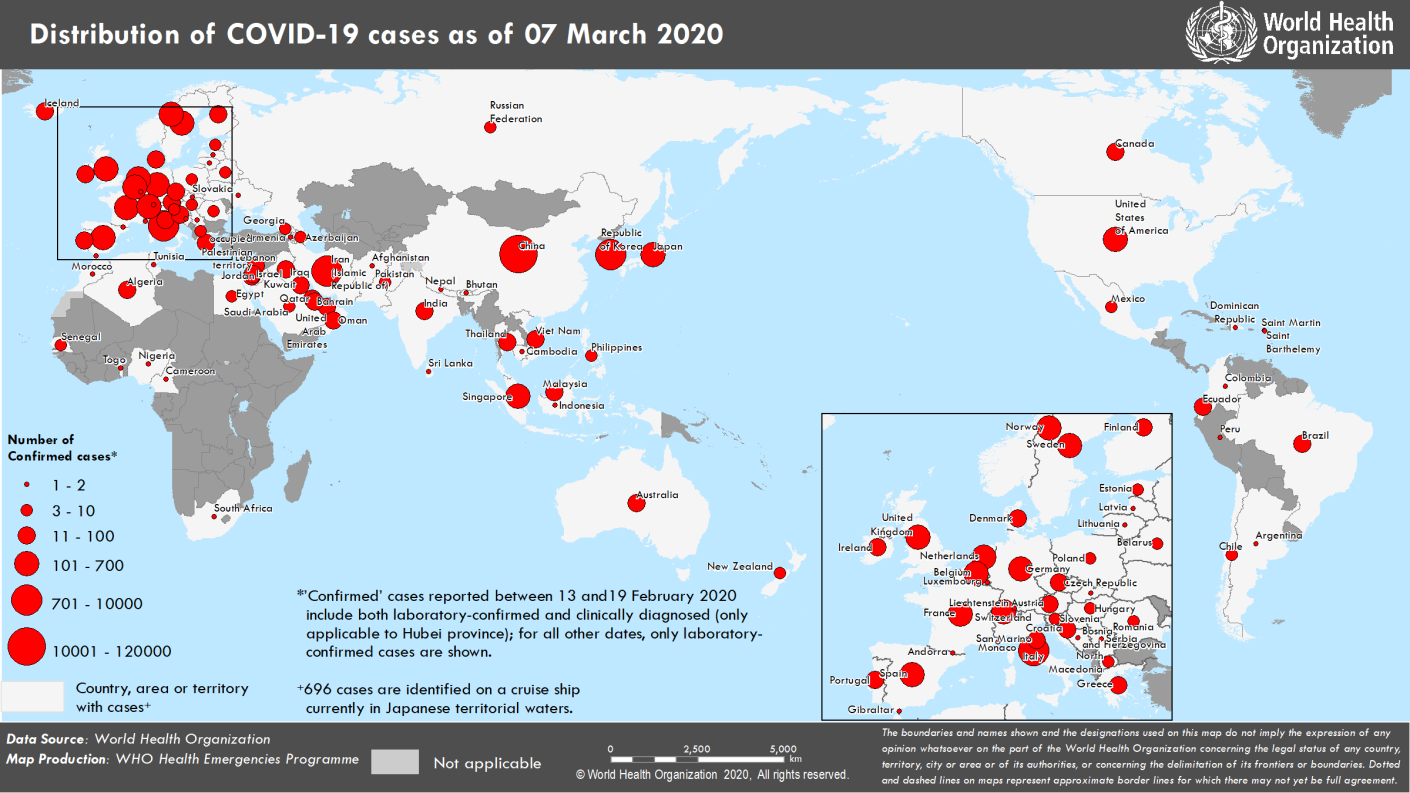 Distribution of COVID-19 cases as of 07 March 2020
World Health
Organization
Iceland
Russian
Federation
Canada
United
States
of America
Slovakia
Georgia
Armenia
Azerbaijan
occupied
Palestinian
territory
Lebanon
Israel
Jordan
Iraq
Iran
(Islamic
Republic of)
Kuwait
Afghanistan
Pakistan
China
Republic
of Korea
Japan
Morocco
Tunisia
Algeria
Egypt
Qatar
Bahrain
Saudi Arabia
United
Arab
Emirates
Oman
Nepal
Bhutan
India
Mexico
Dominican
Republic
Saint Martin
Saint
Barthelemy
Senegal
Togo
Nigeria
Cameroon
Thailand
Viet Nam
Cambodia
Philippines
Sri Lanka
Malaysia
Singapore
Indonesia
Colombia
Ecuador
Peru
Brazil
South Africa
Australia
New Zealand
Argentina
Chile
Norway
Sweden
Finland
Estonia
Latvia
Lithuania
Denmark
United
Kingdom
Ireland
Belarus
Netherlands
Belgium
Luxembourg
Germany
Poland
Czech Republic
Liechtenstein
Austria
Hungary
France
Switzerland
Slovenia
Croatia
Romania
Bosnia
and Herzegovina
Serbia
San Marino
Monaco
Italy
Andorra
North
Macedonia
Portugal
Spain
Greece
Gibraltar
Number of
Confirmed cases*
1 - 2
3 - 10
11 - 100
101 - 700
701 - 10000
10001 - 120000
Country, area or territory
with cases+
*'Confirmed' cases reported between 13 and19 February 2020
include both laboratory-confirmed and clinically diagnosed (only
applicable to Hubei province); for all other dates, only laboratory-
confirmed cases are shown.
+696 cases are identified on a cruise ship
currently in Japanese territorial waters.
Data Source: World Health Organization
Map Production: WHO Health Emergencies Programme
Not applicable
0 2,500 5,000
km
© World Health Organization 2020, All rights reserved.
The boundaries and names shown and the designations used on this map do not imply the expression of any
opinion whatsoever on the part of the World Health Organization concerning the legal status of any country,
territory, city or area or of its authorities, or concerning the delimitation of its frontiers or boundaries. Dotted
and dashed lines on maps represent approximate border lines for which there may not yet be full agreement.